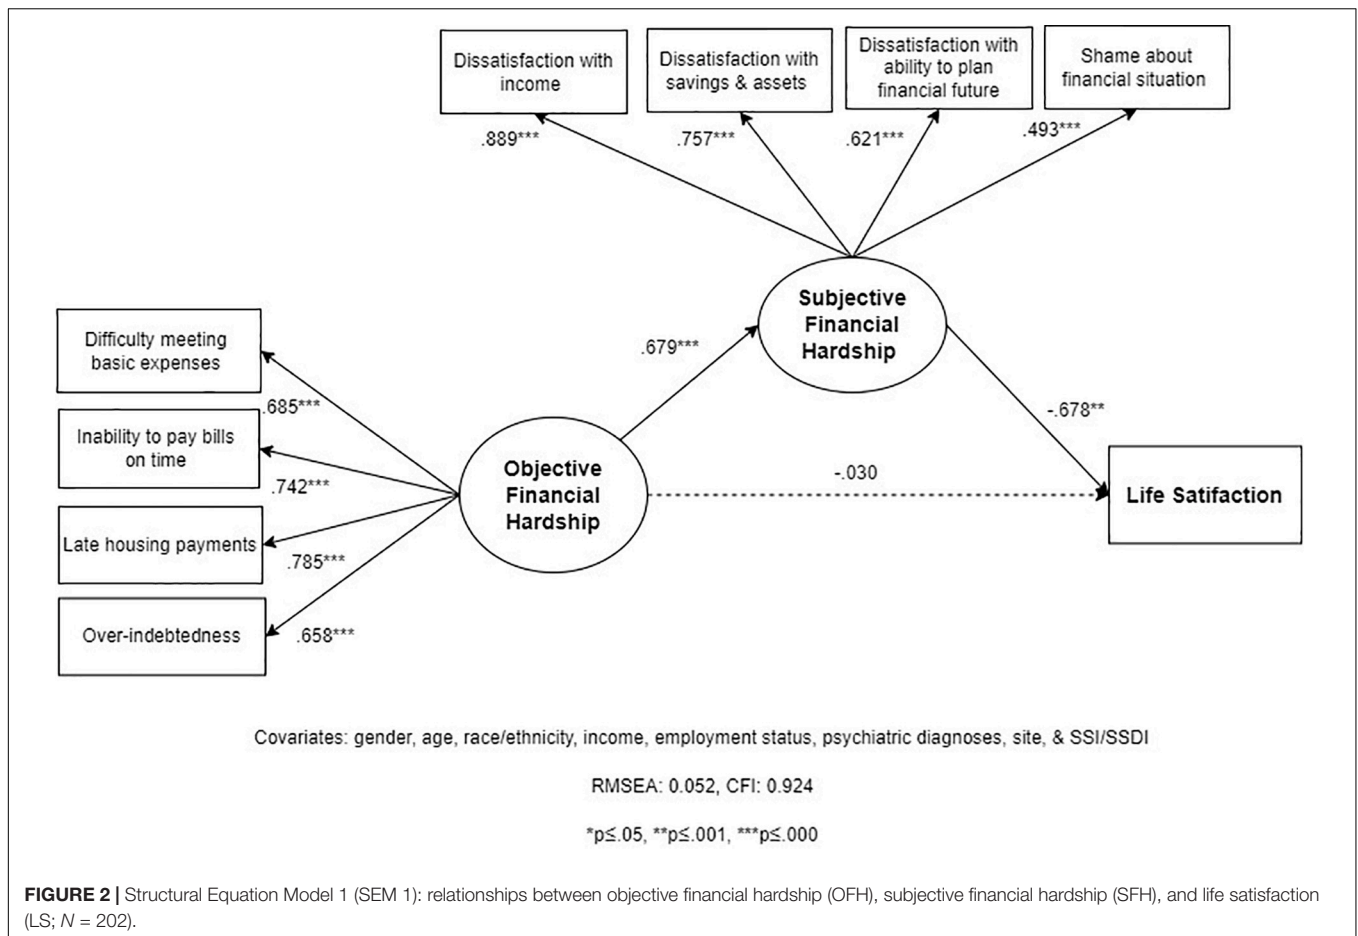 Dissatisfaction with
income
Dissatisfaction with
savings & assets
Dissatisfaction with
ability to plan
financial future
Shame about
financial situation
.889***
.757***
.621***
.493***
Subjective
Financial
Hardship
Difficulty meeting
basic expenses
.679***
.685***
-.678**
Inability to pay bills
on time
.742***
Objective
Financial
Hardship
-.030
Life Satifaction
Late housing payments
.785***
Over-indebtedness
.658***
Covariates: gender, age, race/ethnicity, income, employment status, psychiatric diagnoses, site, & SSI/SSDI
RMSEA: 0.052, CFI: 0.924
*p≤.05, **p≤.001, ***p≤.000
FIGURE 2 | Structural Equation Model 1 (SEM 1): relationships between objective financial hardship (OFH), subjective financial hardship (SFH), and life satisfaction
(LS; N = 202).